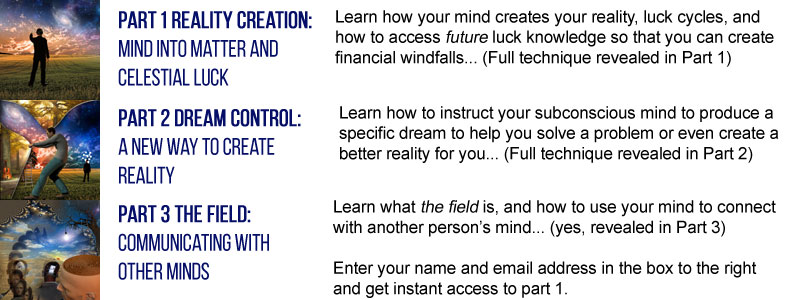 PART 1 REALITY CREATION:
MIND INTO MATTER AND
CELESTIAL LUCK
Learn how your mind creates your reality, luck cycles, and
how to access future luck knowledge so that you can create
financial windfalls... (Full technique revealed in Part 1)
PART 2 DREAM CONTROL:
A NEW WAY TO CREATE
REALITY
Learn how to instruct your subconscious mind to produce a
specific dream to help you solve a problem or even create a
better reality for you... (Full technique revealed in Part 2)
PART 3 THE FIELD:
COMMUNICATING WITH
OTHER MINDS
Learn what the field is, and how to use your mind to connect
with another person's mind... (yes, revealed in Part 3)
Enter your name and email address in the box to the right
and get instant access to part 1.